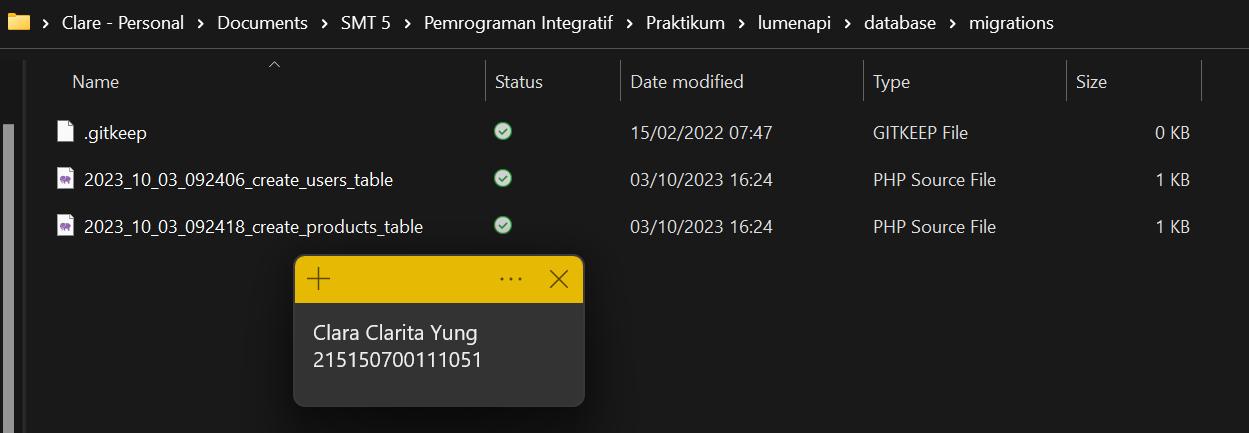 Clare - Personal > Documents > SMT 5 > Pemrograman Integratif > Praktikum > lumenapi > database > migrations
Name Status Date modified Type Size
.gitkeep 15/02/2022 07:47 GITKEEP File 0 KB
2023_10_03_092406_create_users_table 03/10/2023 16:24 PHP Source File 1 KB
2023_10_03_092418_create_products_table 03/10/2023 16:24 PHP Source File 1 KB
Clara Clarita Yung
215150700111051